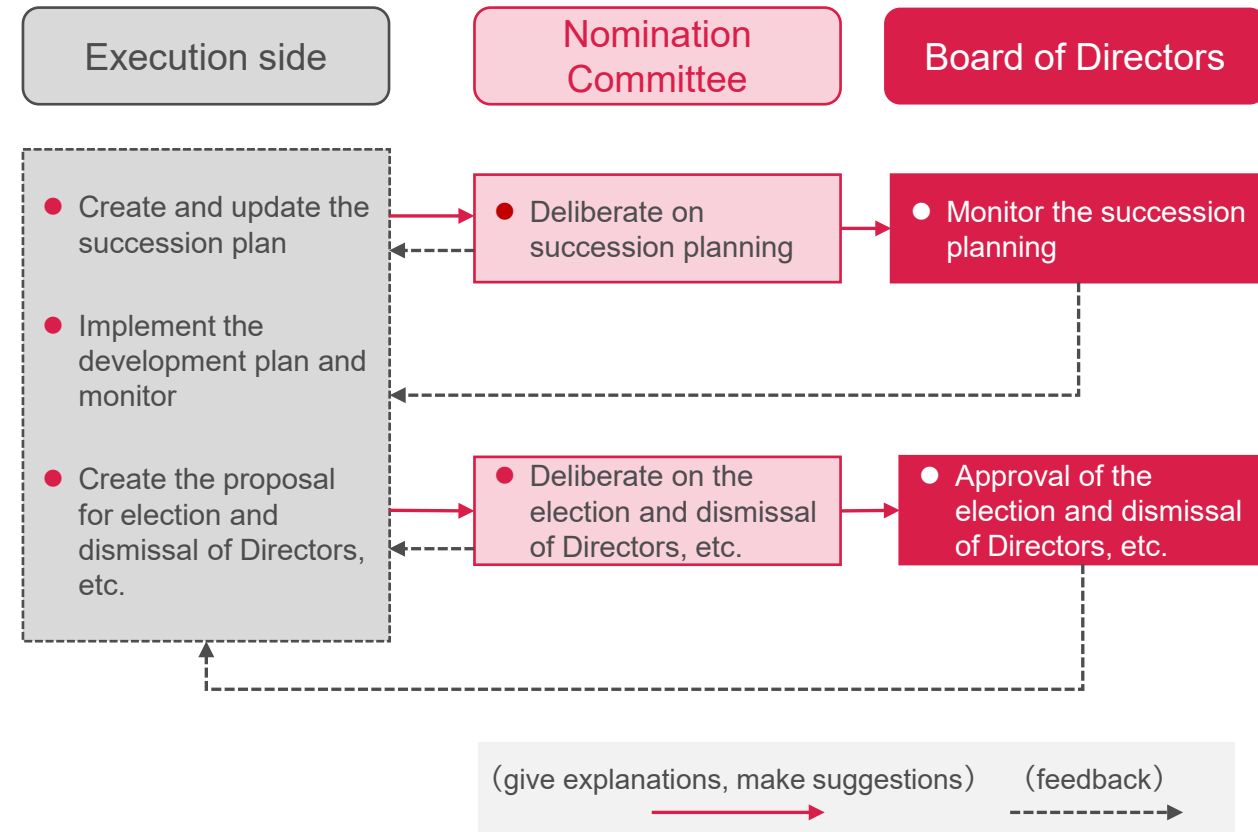 Execution side
Nomination
Committee
Board of Directors
● Create and update the
succession plan
● Implement the
development plan and
monitor
● Create the proposal
for election and
dismissal of Directors,
etc.
● Deliberate on
succession planning
● Monitor the succession
planning
● Deliberate on the
election and dismissal
of Directors, etc.
● Approval of the
election and dismissal
of Directors, etc.
（give explanations, make suggestions）
（feedback）